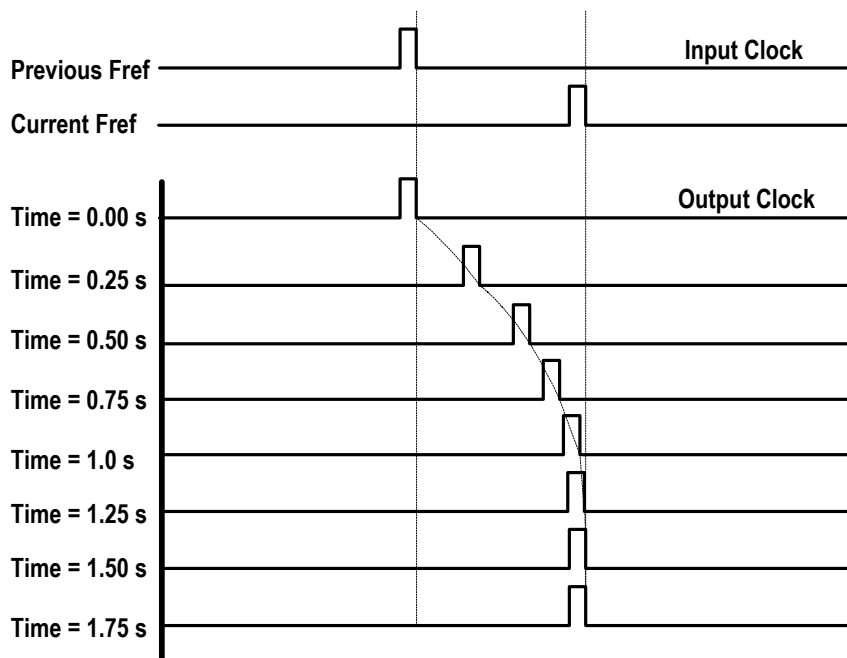 Previous Fref
Input Clock
Current Fref
Output Clock
Time = 0.00 s
Time = 0.25 s
Time = 0.50 s
Time = 0.75 s
Time = 1.0 s
Time = 1.25 s
Time = 1.50 s
Time = 1.75 s